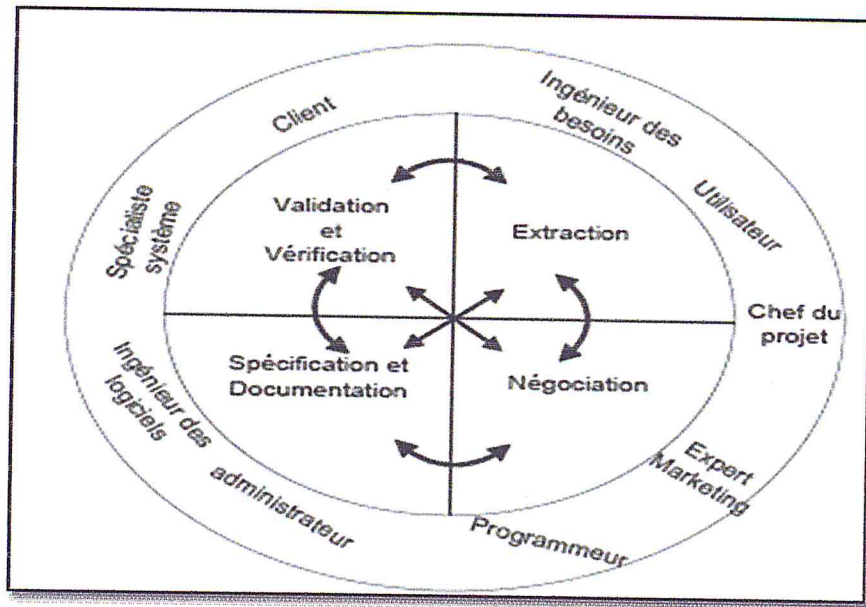 Client
Ingénieur des
besoins
Utilisateur
Spécialiste
système
Validation
et
Vérification
Extraction
Chef du
projet
Spécification et
Documentation
Négociation
Ingénieur des
logiciels
administrateur
Programmeur
Expert
Marketing